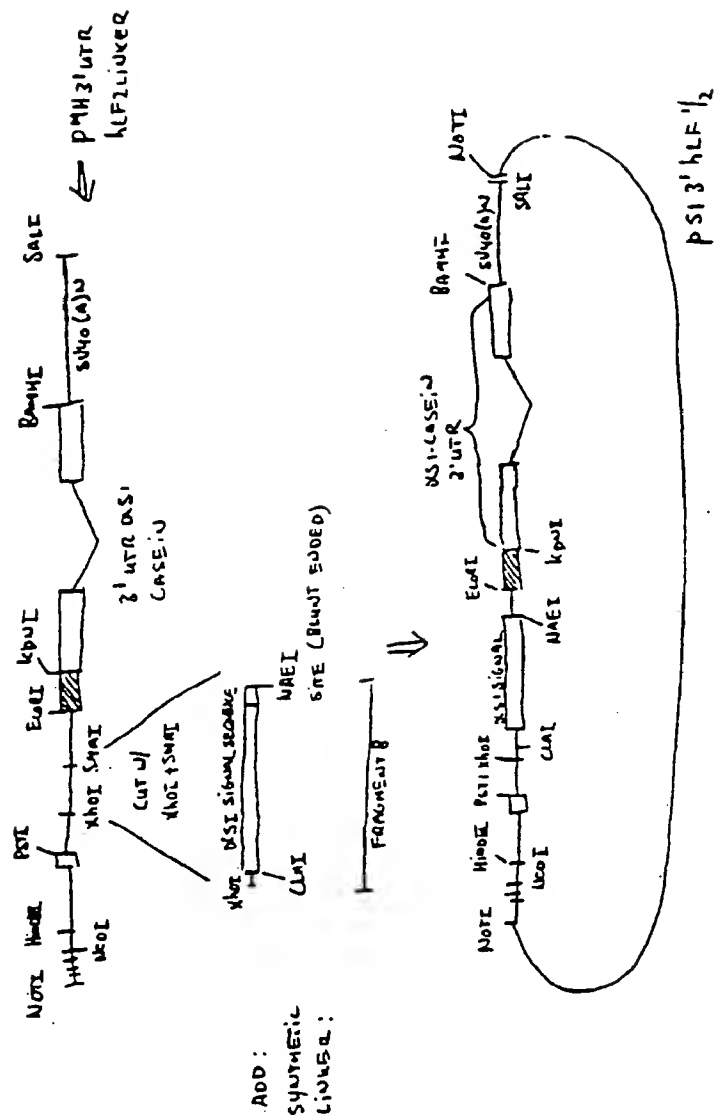 pMH3'UTR
hLF2LiNKER
NOTI HiNDIII NcoI PSTI XhOI SMAI EcoRI KpNI
3' UTR αS1
CASEiN
BAMHI SV40(A)N SALI
CUT W/
XhOI + SMAI
ADD:
SYNTHETiC
LiNKER:
XhOI αS1 SiGNAL SEQUENCE
CLAI
NAEI
SiTE (BLUNT ENDED)
FRAGMENT B
NOTI HiNDIII NcoI PSTI XhOI CLAI αS1 SiGNAL NAEI EcoRI KpNI
αS1-CASEiN
3' UTR
BAMHI SV40(A)N SALI NOTI
pS13'hLF 1/2